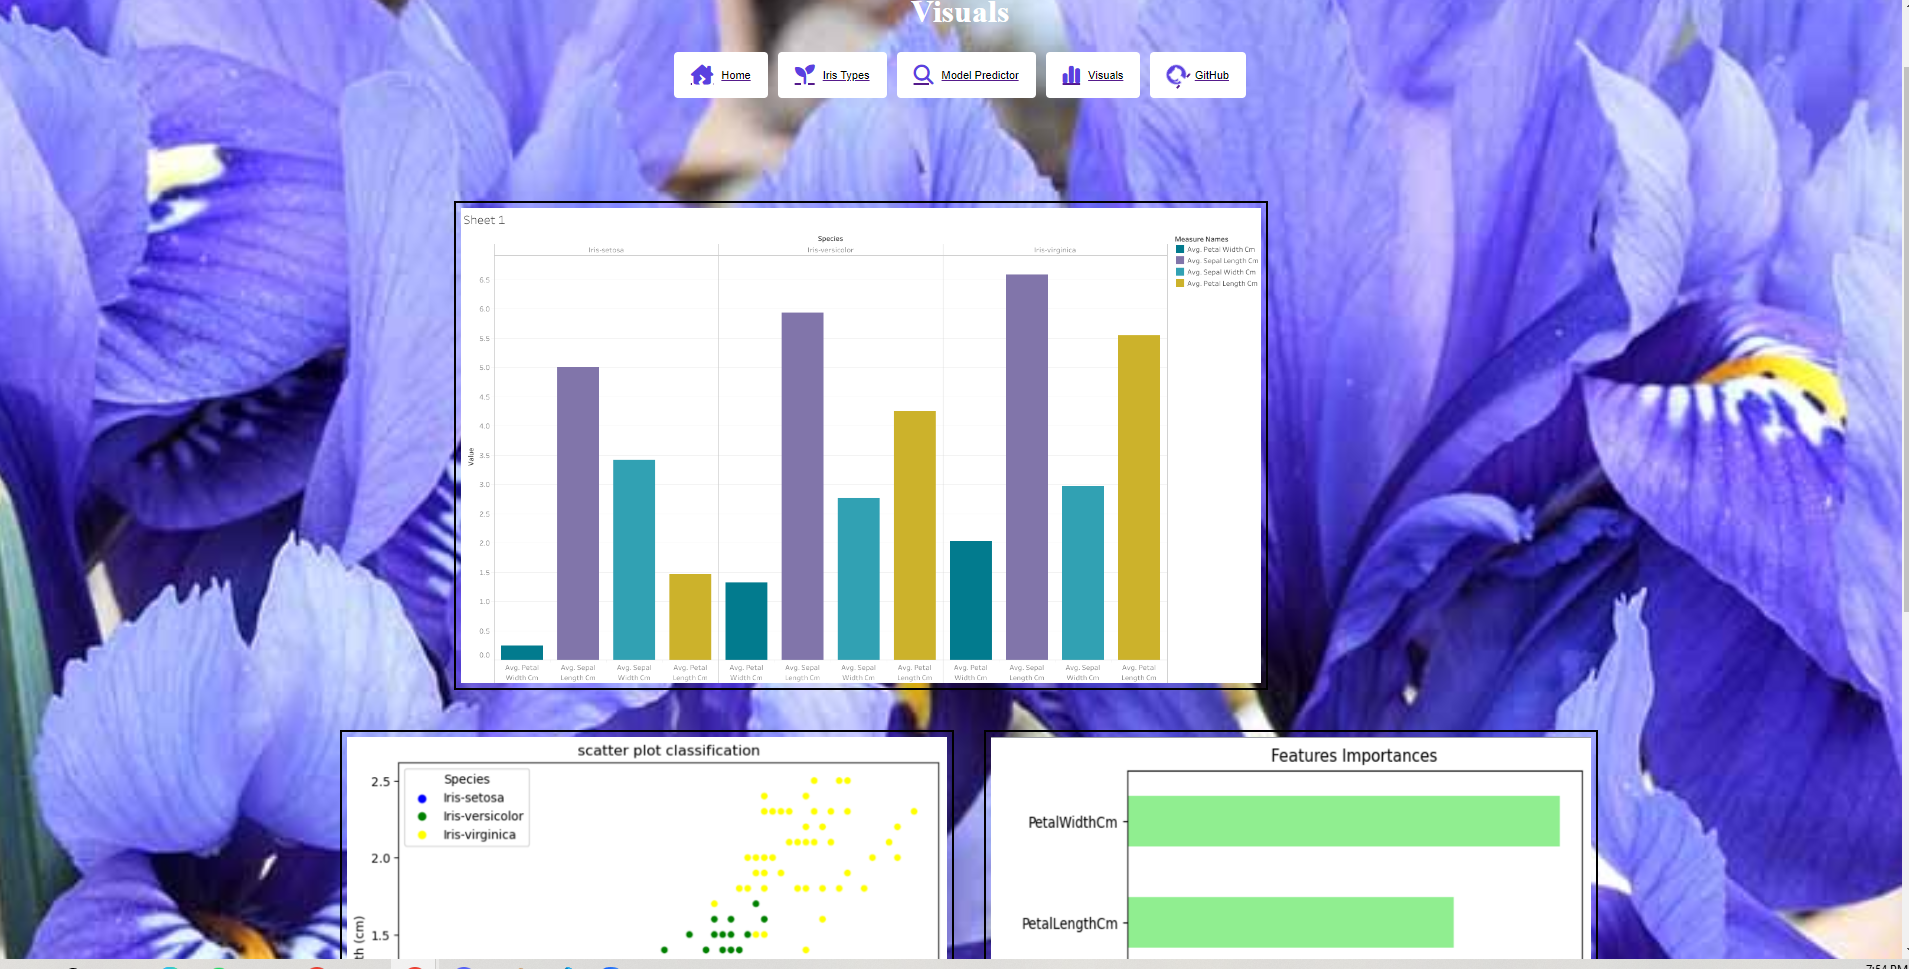 Visuals
Home
Iris Types
Model Predictor
Visuals
GitHub
Sheet 1
Species
Iris-setosa
Iris-versicolor
Iris-virginica
Measure Names
Avg. Petal Width Cm
Avg. Sepal Length Cm
Avg. Sepal Width Cm
Avg. Petal Length Cm
Value
6.5
6.0
5.5
5.0
4.5
4.0
3.5
3.0
2.5
2.0
1.5
1.0
0.5
0.0
Avg. Petal
Width Cm
Avg. Sepal
Length Cm
Avg. Sepal
Width Cm
Avg. Petal
Length Cm
Avg. Petal
Width Cm
Avg. Sepal
Length Cm
Avg. Sepal
Width Cm
Avg. Petal
Length Cm
Avg. Petal
Width Cm
Avg. Sepal
Length Cm
Avg. Sepal
Width Cm
Avg. Petal
Length Cm
scatter plot classification
Species
Iris-setosa
Iris-versicolor
Iris-virginica
2.5
2.0
1.5
th (cm)
Features Importances
PetalWidthCm
PetalLengthCm
7:54 PM